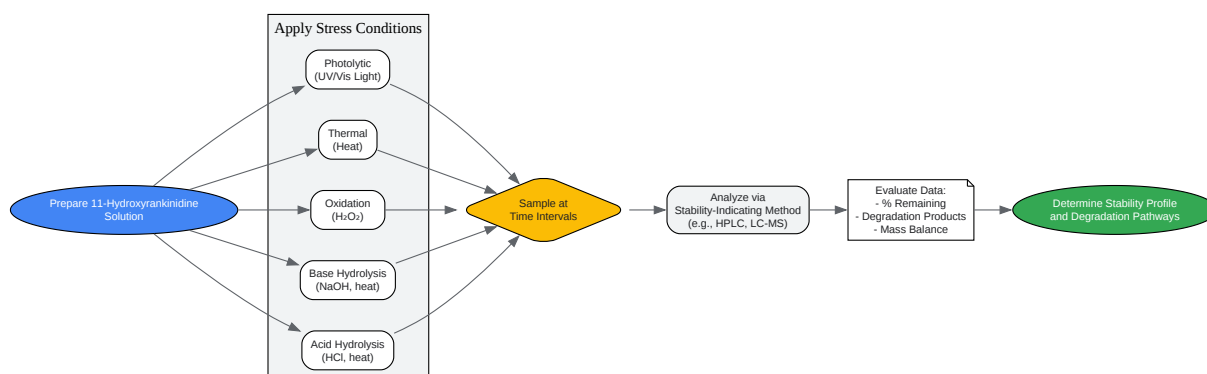 Apply Stress Conditions
Photolytic
(UV/Vis Light)
Thermal
(Heat)
Prepare 11-Hydroxyrankinidine
Solution
Oxidation
(H₂O₂)
Base Hydrolysis
(NaOH, heat)
Acid Hydrolysis
(HCl, heat)
Sample at
Time Intervals
Analyze via
Stability-Indicating Method
(e.g., HPLC, LC-MS)
Evaluate Data:
- % Remaining
- Degradation Products
- Mass Balance
Determine Stability Profile
and Degradation Pathways